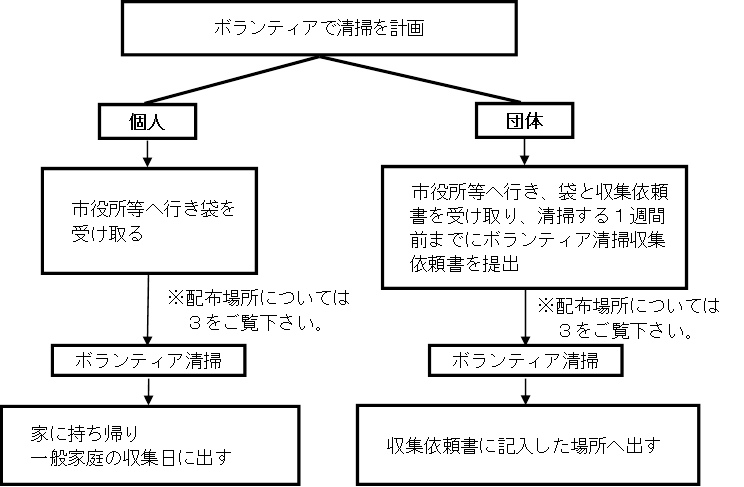 ボランティアで清掃を計画
個人
市役所等へ行き袋を
受け取る
※配布場所については
３をご覧下さい。
ボランティア清掃
家に持ち帰り
一般家庭の収集日に出す
団体
市役所等へ行き、袋と収集依頼
書を受け取り、清掃する１週間
前までにボランティア清掃収集
依頼書を提出
※配布場所については
３をご覧下さい。
ボランティア清掃
収集依頼書に記入した場所へ出す